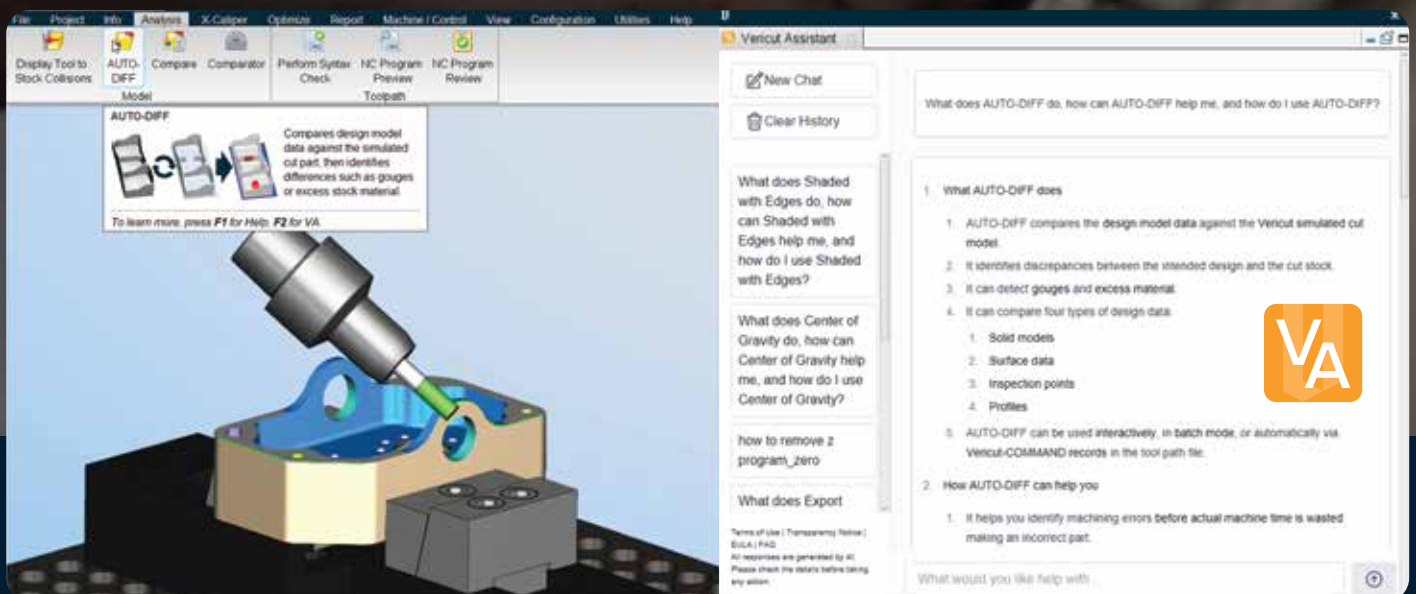 File Project Info Analysis X-Caliper Optimize Report Machine / Control View Configuration Utilities Help
Display Tool to
Stock Collisions
AUTO-
DIFF
Compare
Comparator
Perform Syntax
Check
NC Program
Preview
NC Program
Review
Model
Toolpath
AUTO-DIFF
Compares design model
data against the simulated
cut part, then identifies
differences such as gouges
or excess stock material.
To learn more, press F1 for Help, F2 for VA
Vericut Assistant
New Chat
Clear History
What does Shaded
with Edges do, how
can Shaded with
Edges help me, and
how do I use Shaded
with Edges?
What does Center of
Gravity do, how can
Center of Gravity help
me, and how do I use
Center of Gravity?
how to remove z
program_zero
What does Export
Terms of Use | Transparency Notice |
EULA | FAQ
All responses are generated by AI.
Please check the details before taking
any action.
What does AUTO-DIFF do, how can AUTO-DIFF help me, and how do I use AUTO-DIFF?
1. What AUTO-DIFF does
1. AUTO-DIFF compares the design model data against the Vericut simulated cut
model.
2. It identifies discrepancies between the intended design and the cut stock.
3. It can detect gouges and excess material.
4. It can compare four types of design data:
1. Solid models
2. Surface data
3. Inspection points
4. Profiles
5. AUTO-DIFF can be used interactively, in batch mode, or automatically via
Vericut-COMMAND records in the tool path file.
2. How AUTO-DIFF can help you
1. It helps you identify machining errors before actual machine time is wasted
making an incorrect part.
What would you like help with...
VA